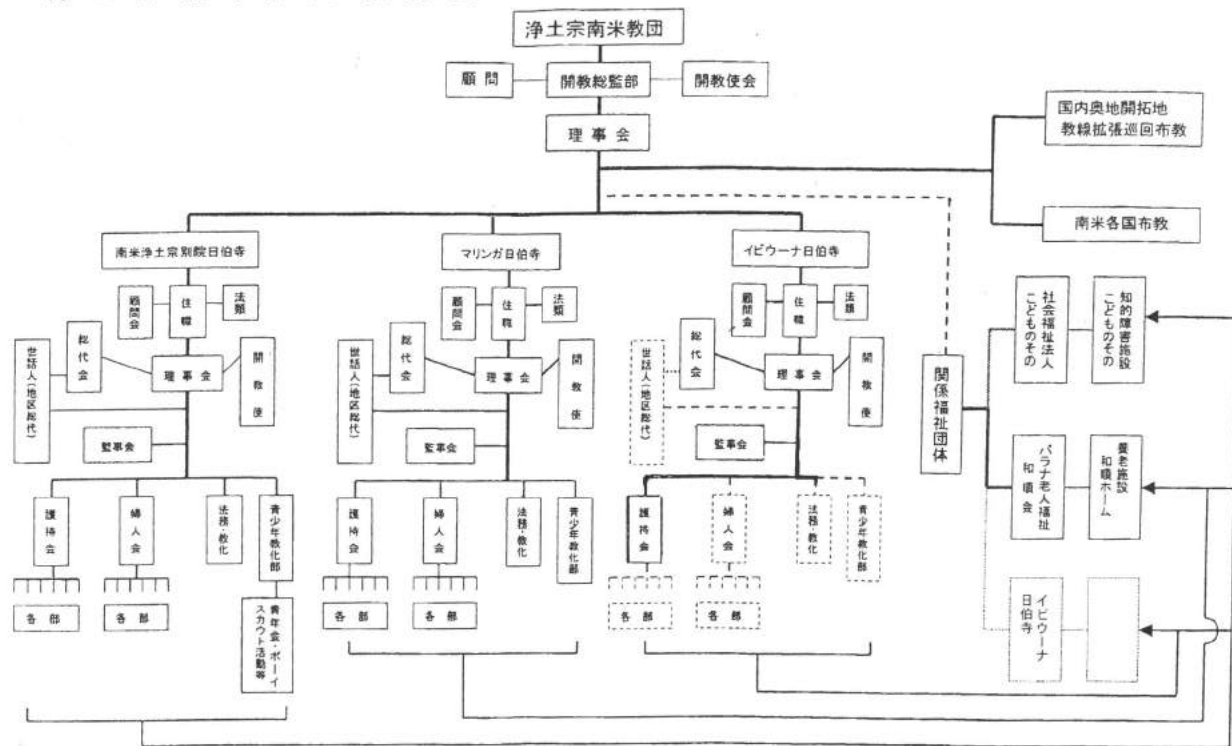 浄土宗南米教団
顧問
開教総監部
開教使会
理事会
国内奥地開拓地
教線拡張巡回布教
南米各国布教
南米浄土宗別院日伯寺
マリンガ日伯寺
イビウーナ日伯寺
顧問会
住職
法類
総代会
世話人(地区総代)
理事会
開教使
監事会
護持会
婦人会
法務・教化
青少年教化部
各部
各部
青年会・ボーイ
スカウト活動等
顧問会
住職
法類
総代会
世話人(地区総代)
理事会
開教使
監事会
護持会
婦人会
法務・教化
青少年教化部
各部
各部
顧問会
住職
法類
総代会
世話人(地区総代)
理事会
開教使
監事会
護持会
婦人会
法務・教化
青少年教化部
各部
各部
関係福祉団体
社会福祉法人
こどものその
知的障害施設
こどものその
パラナ老人福祉
和順会
養老施設
和順ホーム
イビウーナ
日伯寺